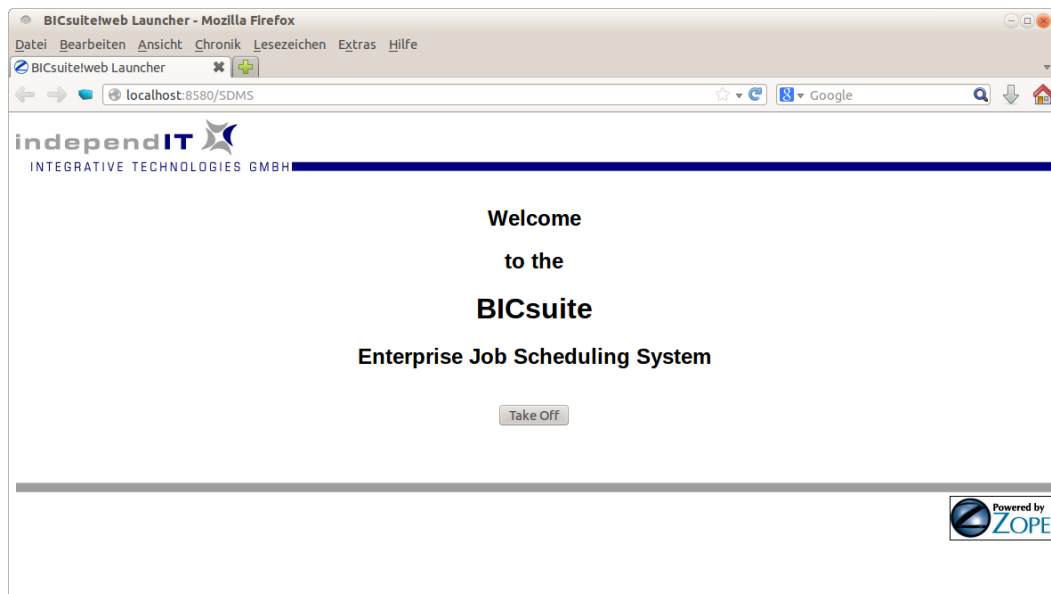 BICsuite!web Launcher - Mozilla Firefox
Datei Bearbeiten Ansicht Chronik Lesezeichen Extras Hilfe
BICsuite!web Launcher
localhost:8580/SDMS
8 Google
independIT
INTEGRATIVE TECHNOLOGIES GMBH
Welcome
to the
BICsuite
Enterprise Job Scheduling System
Take Off
Powered by
ZOPE